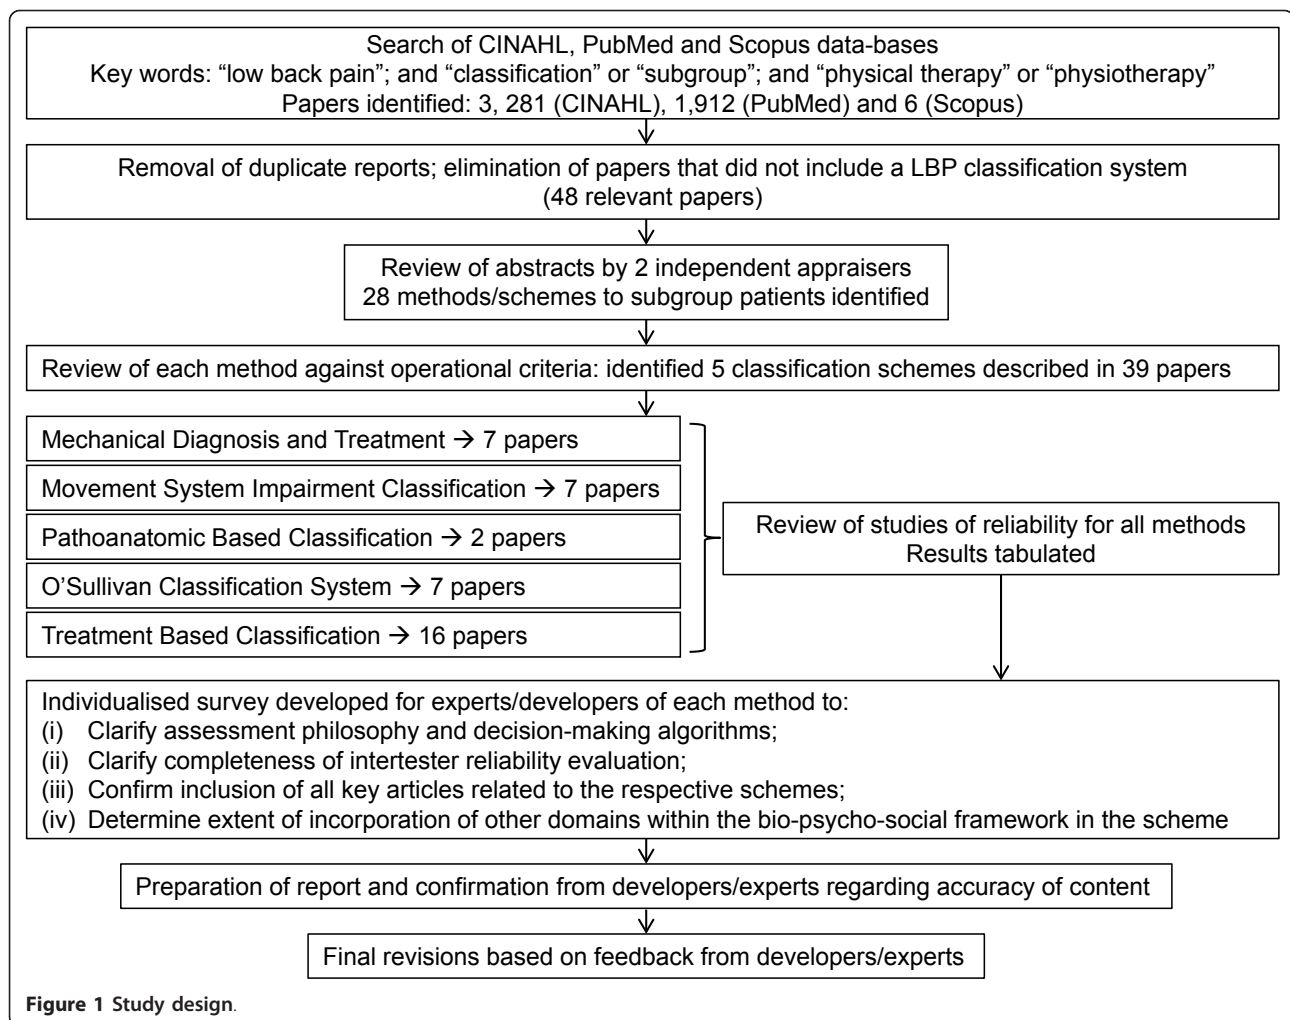 Search of CINAHL, PubMed and Scopus data-bases
Key words: “low back pain”; and “classification” or “subgroup”; and “physical therapy” or “physiotherapy”
Papers identified: 3, 281 (CINAHL), 1,912 (PubMed) and 6 (Scopus)
Removal of duplicate reports; elimination of papers that did not include a LBP classification system
(48 relevant papers)
Review of abstracts by 2 independent appraisers
28 methods/schemes to subgroup patients identified
Review of each method against operational criteria: identified 5 classification schemes described in 39 papers
Mechanical Diagnosis and Treatment → 7 papers
Movement System Impairment Classification → 7 papers
Pathoanatomic Based Classification → 2 papers
O’Sullivan Classification System → 7 papers
Treatment Based Classification → 16 papers
Review of studies of reliability for all methods
Results tabulated
Individualised survey developed for experts/developers of each method to:
(i) Clarify assessment philosophy and decision-making algorithms;
(ii) Clarify completeness of intertester reliability evaluation;
(iii) Confirm inclusion of all key articles related to the respective schemes;
(iv) Determine extent of incorporation of other domains within the bio-psycho-social framework in the scheme
Preparation of report and confirmation from developers/experts regarding accuracy of content
Final revisions based on feedback from developers/experts
Figure 1 Study design.